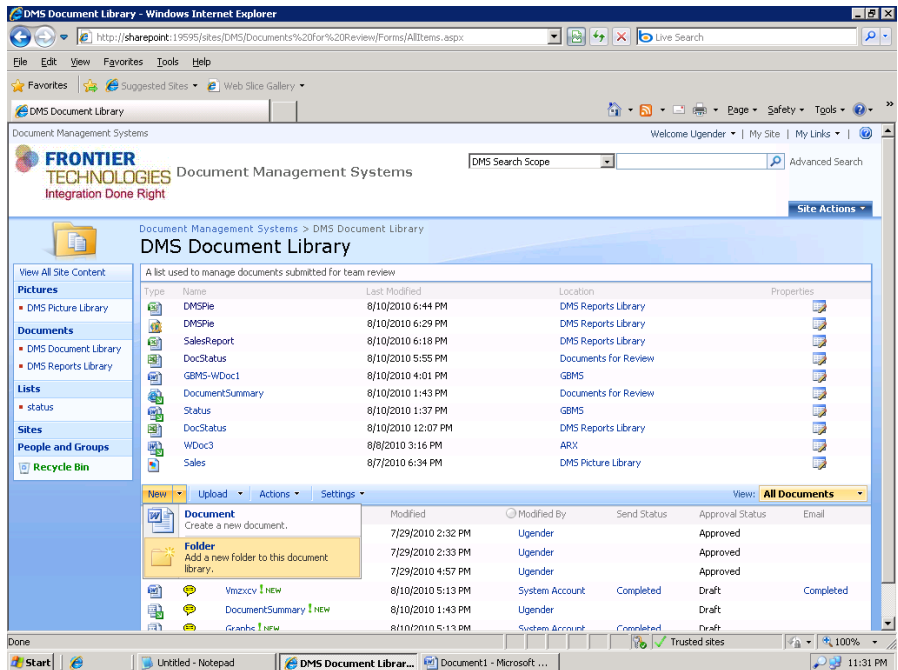 DMS Document Library - Windows Internet Explorer
http://sharepoint:19595/sites/DMS/Documents%20for%20Review/Forms/AllItems.aspx
Live Search
File Edit View Favorites Tools Help
Favorites Suggested Sites Web Slice Gallery
DMS Document Library Page Safety Tools
Document Management Systems Welcome Ugender | My Site | My Links |
FRONTIER
TECHNOLOGIES
Integration Done Right
Document Management Systems
DMS Search Scope Advanced Search
Site Actions
Document Management Systems > DMS Document Library
DMS Document Library
View All Site Content
Pictures
DMS Picture Library
Documents
DMS Document Library
DMS Reports Library
Lists
status
Sites
People and Groups
Recycle Bin
A list used to manage documents submitted for team review
Type Name Last Modified Location Properties
DMSPie 8/10/2010 6:44 PM DMS Reports Library
DMSPie 8/10/2010 6:29 PM DMS Reports Library
SalesReport 8/10/2010 6:18 PM DMS Reports Library
DocStatus 8/10/2010 5:55 PM Documents for Review
GBMS-WDoc1 8/10/2010 4:01 PM GBMS
DocumentSummary 8/10/2010 1:43 PM Documents for Review
Status 8/10/2010 1:37 PM GBMS
DocStatus 8/10/2010 12:07 PM DMS Reports Library
WDoc3 8/8/2010 3:16 PM ARX
Sales 8/7/2010 6:34 PM DMS Picture Library
New Upload Actions Settings View: All Documents
Document
Create a new document.
Folder
Add a new folder to this document
library.
Modified Modified By Send Status Approval Status Email
7/29/2010 2:32 PM Ugender Approved
7/29/2010 2:33 PM Ugender Approved
7/29/2010 4:57 PM Ugender Approved
Vmzxcv ! NEW 8/10/2010 5:13 PM System Account Completed Draft Completed
DocumentSummary ! NEW 8/10/2010 1:43 PM Ugender Draft
Graphs ! NEW 8/10/2010 5:13 PM System Account Completed Draft
Done Trusted sites 100%
Start Untitled - Notepad DMS Document Librar... Document1 - Microsoft ... 11:31 PM